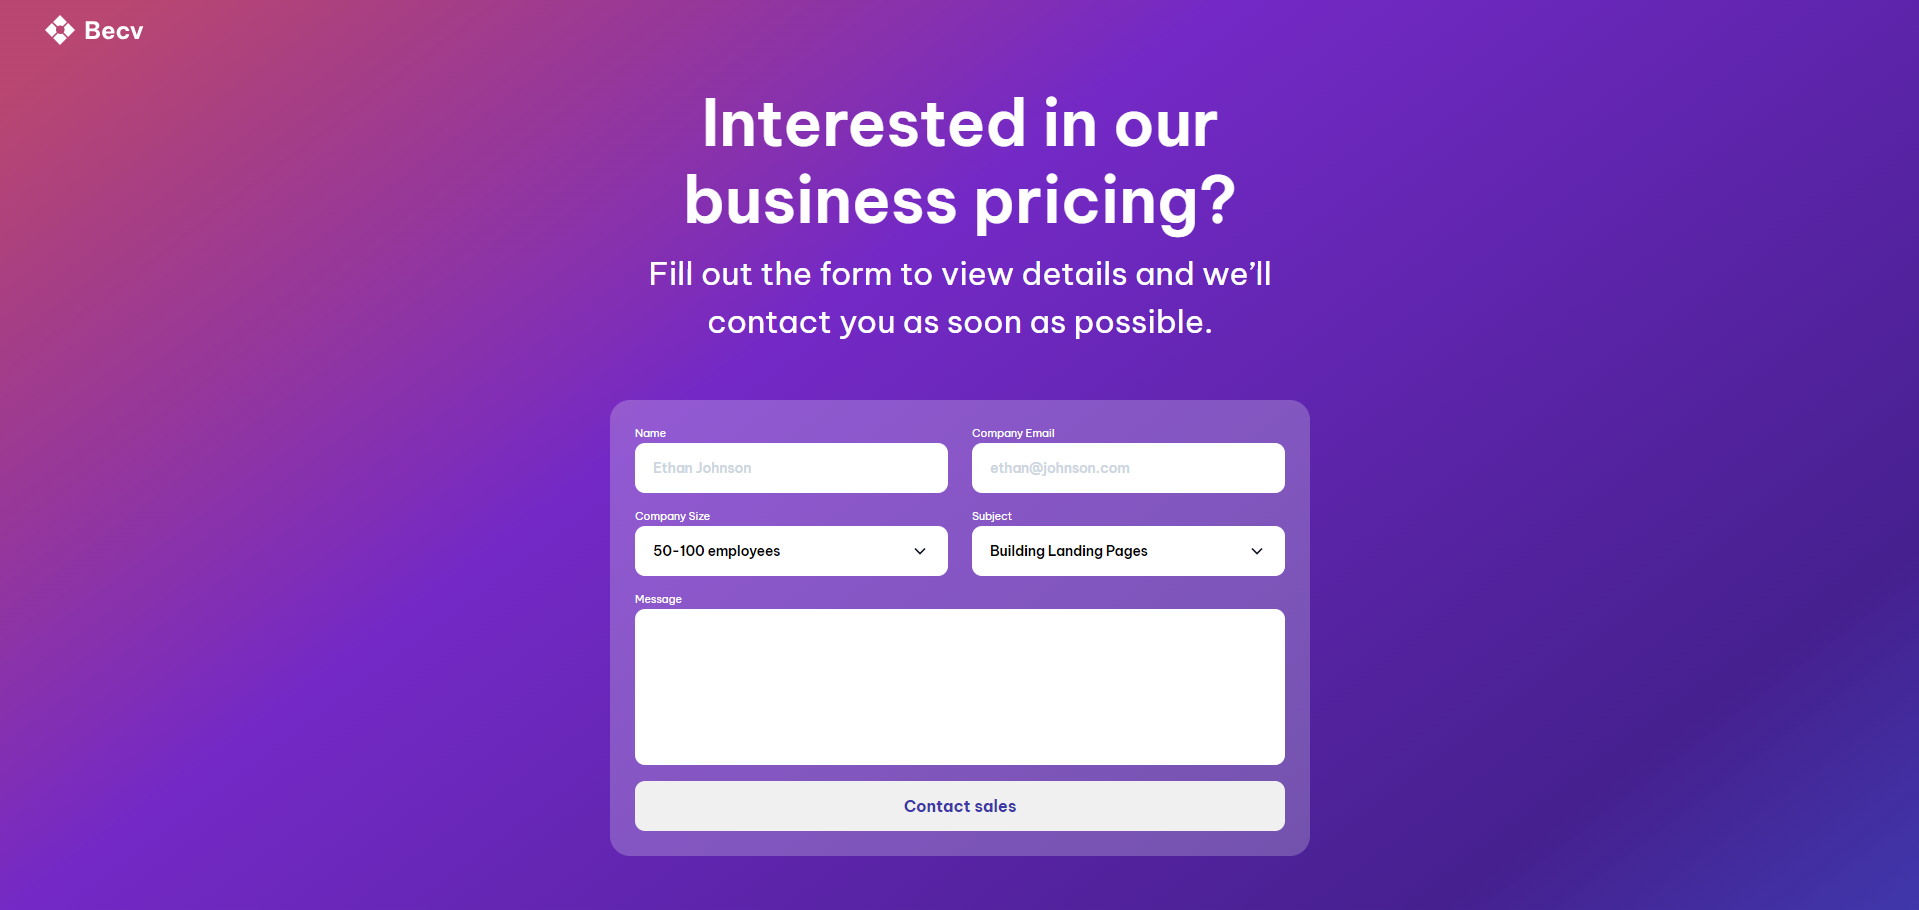 Becv
Interested in our
business pricing?
Fill out the form to view details and we’ll
contact you as soon as possible.
Name
Company Email
Ethan Johnson
ethan@johnson.com
Company Size
Subject
50-100 employees
Building Landing Pages
Message
Contact sales